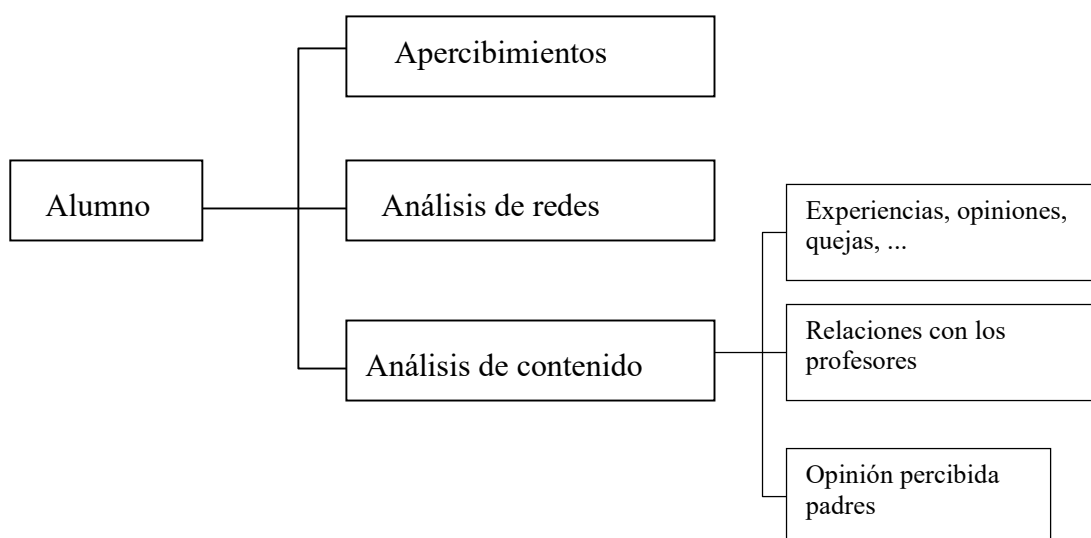 Apercibimientos
Alumno
Análisis de redes
Análisis de contenido
Experiencias, opiniones,
quejas, ...
Relaciones con los
profesores
Opinión percibida
padres